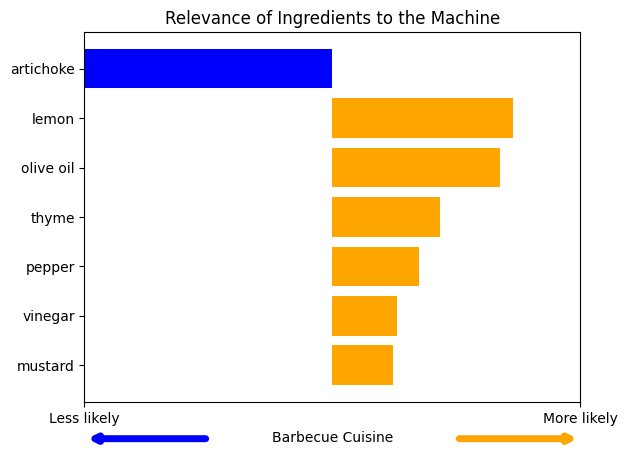 Relevance of Ingredients to the Machine
artichoke
lemon
olive oil
thyme
pepper
vinegar
mustard
Less likely
More likely
Barbecue Cuisine